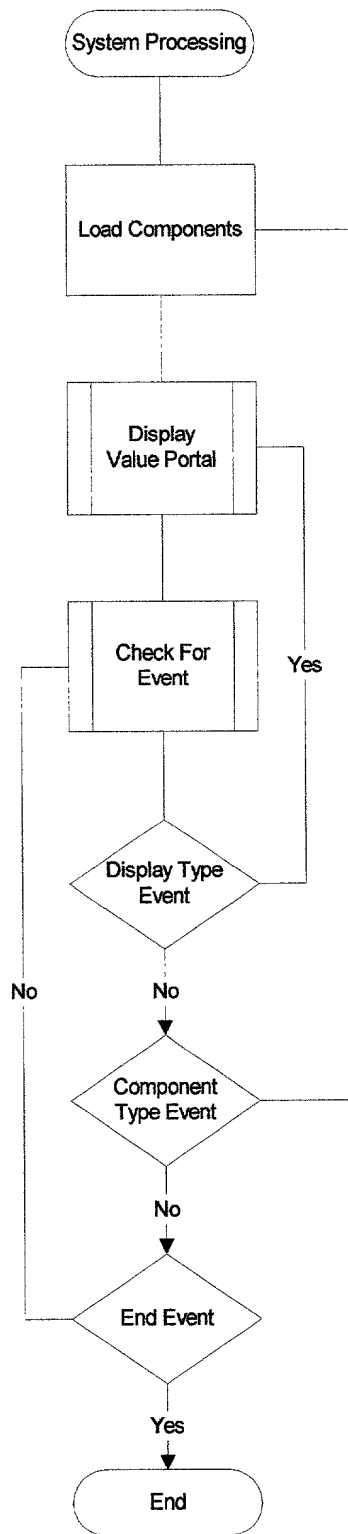 System Processing
Load Components
Display
Value Portal
Check For
Event
Yes
Display Type
Event
No
No
Component
Type Event
No
End Event
Yes
End